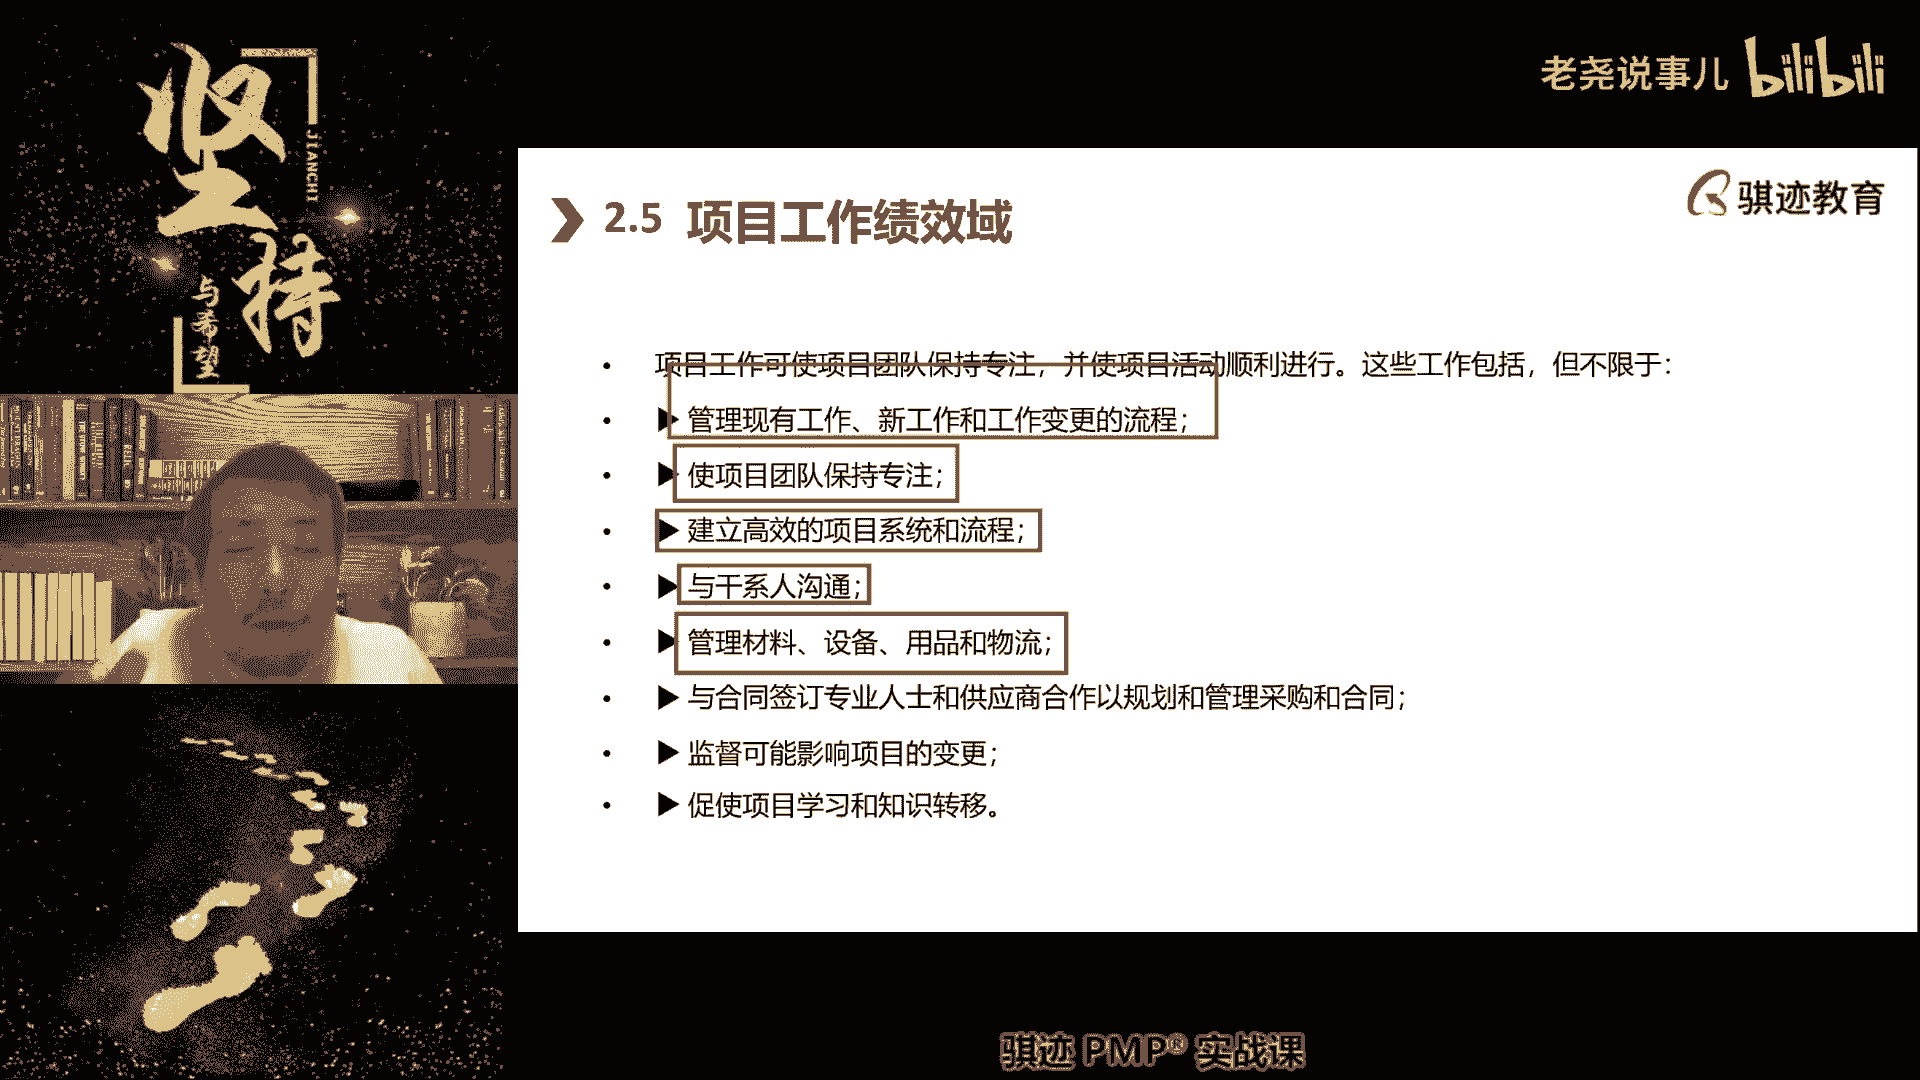 坚持
JIANCHI
与希望
老尧说事儿 bilibili
骐迹教育
2.5 项目工作绩效域
• 项目工作可使项目团队保持专注，并使项目活动顺利进行。这些工作包括，但不限于：
• ▶ 管理现有工作、新工作和工作变更的流程；
• ▶ 使项目团队保持专注；
• ▶ 建立高效的项目系统和流程；
• ▶ 与干系人沟通；
• ▶ 管理材料、设备、用品和物流；
• ▶ 与合同签订专业人士和供应商合作以规划和管理采购和合同；
• ▶ 监督可能影响项目的变更；
• ▶ 促使项目学习和知识转移。
骐迹 PMP® 实战课